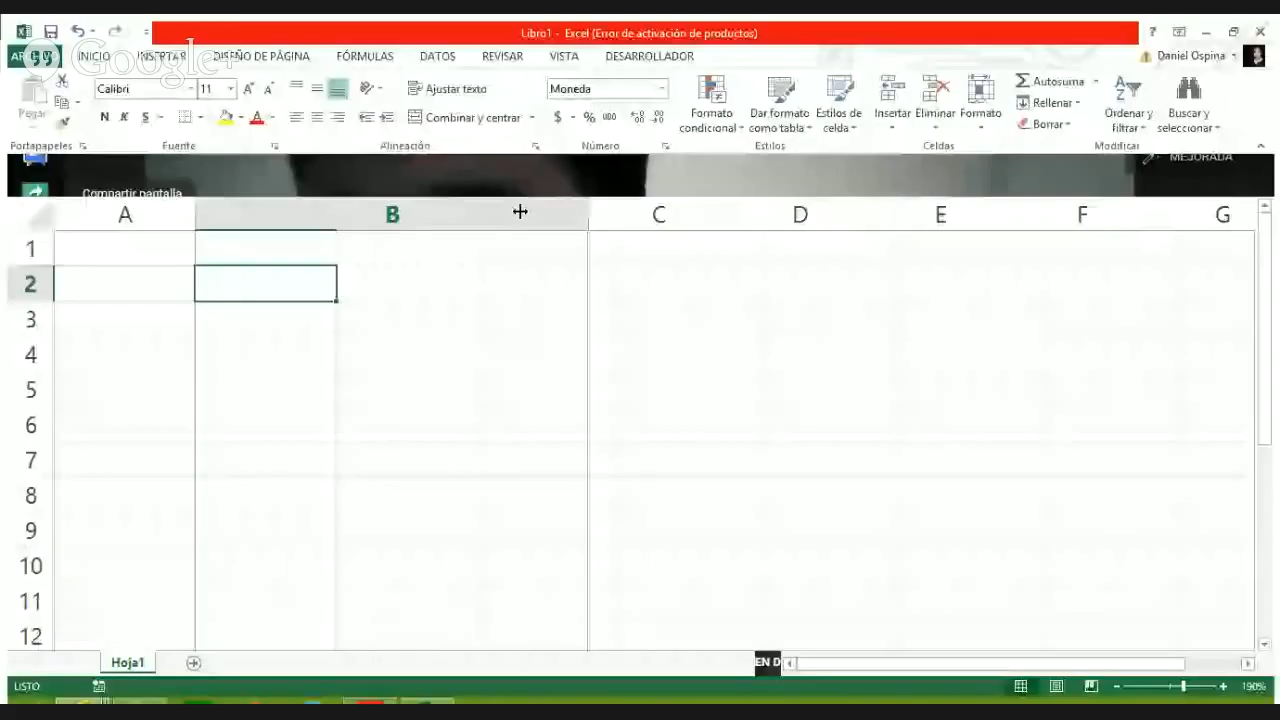 Libro1 - Excel (Error de activación de productos)
Google+
ARCHIVO INICIO INSERTAR DISEÑO DE PÁGINA FÓRMULAS DATOS REVISAR VISTA DESARROLLADOR Daniel Ospina
Pegar Calibri 11 Ajustar texto Moneda
N K S Combinar y centrar $ % 000
Formato condicional Dar formato como tabla Estilos de celda Insertar Eliminar Formato
Autosuma
Rellenar
Borrar
Ordenar y filtrar Buscar y seleccionar
Portapapeles Fuente Alineación Número Estilos Celdas Modificar
MEJORADA
Compartir pantalla
A B C D E F G
1
2
3
4
5
6
7
8
9
10
11
12
Hoja1 EN D
LISTO 190%